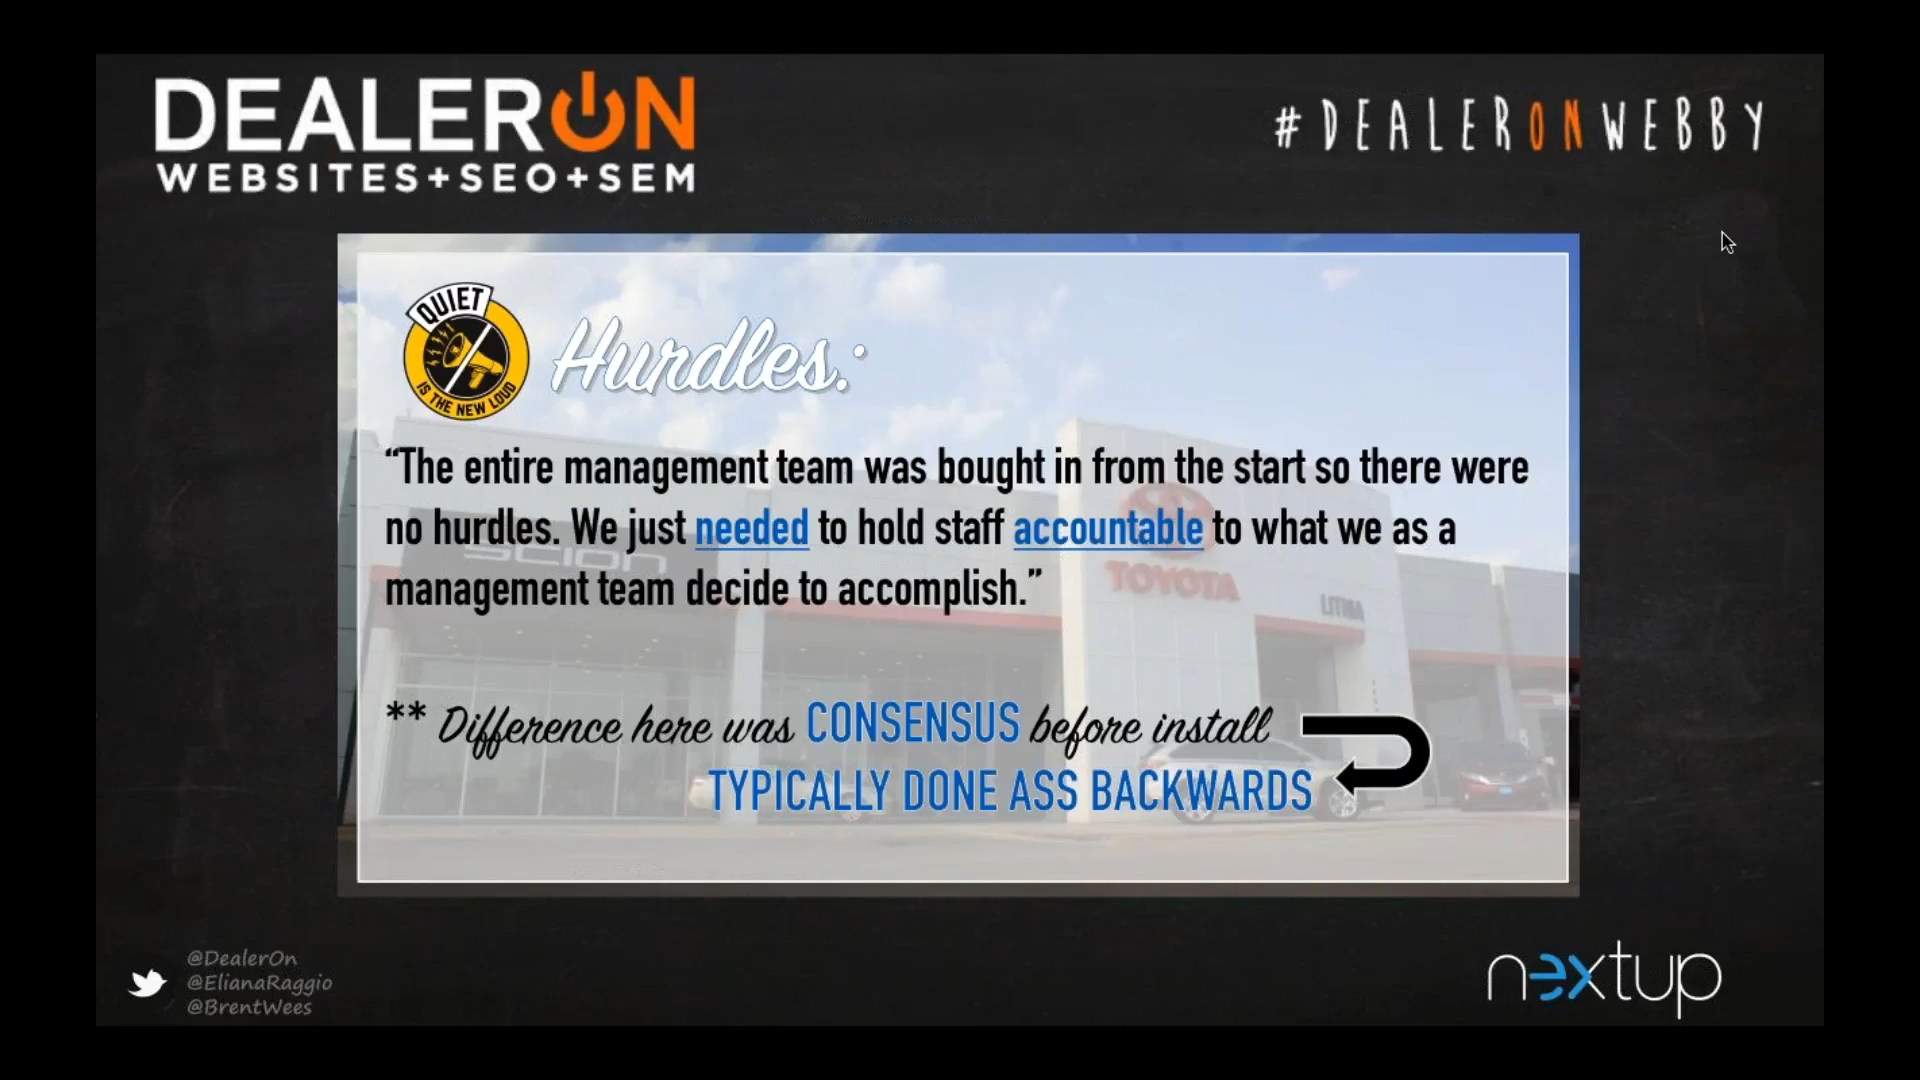 DEALERON
WEBSITES+SEO+SEM
#DEALERONWEBBY
QUIET
IS THE NEW LOUD
Hurdles:
“The entire management team was bought in from the start so there were
no hurdles. We just needed to hold staff accountable to what we as a
management team decide to accomplish.”
scion
TOYOTA
LITHIA
** Difference here was CONSENSUS before install
TYPICALLY DONE ASS BACKWARDS
@DealerOn
@ElianaRaggio
@BrentWees
nextup